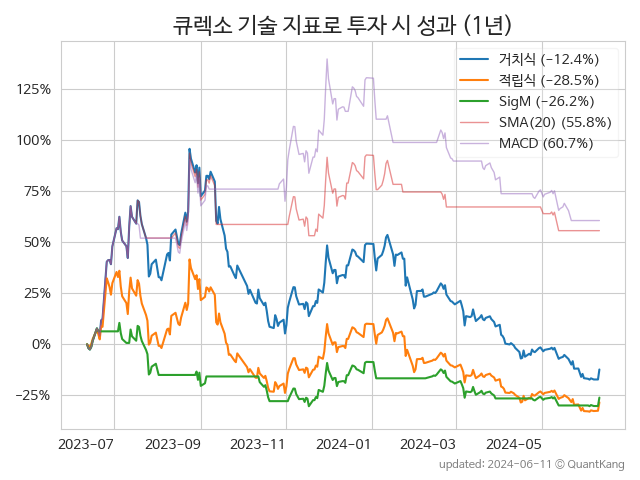 큐렉소 기술 지표로 투자 시 성과 (1년)
거치식 (−12.4%)
적립식 (−28.5%)
SigM (−26.2%)
SMA(20) (55.8%)
MACD (60.7%)
125%
100%
75%
50%
25%
0%
−25%
2023−07 2023−09 2023−11 2024−01 2024−03 2024−05
updated: 2024−06−11 ⓒ QuantKang